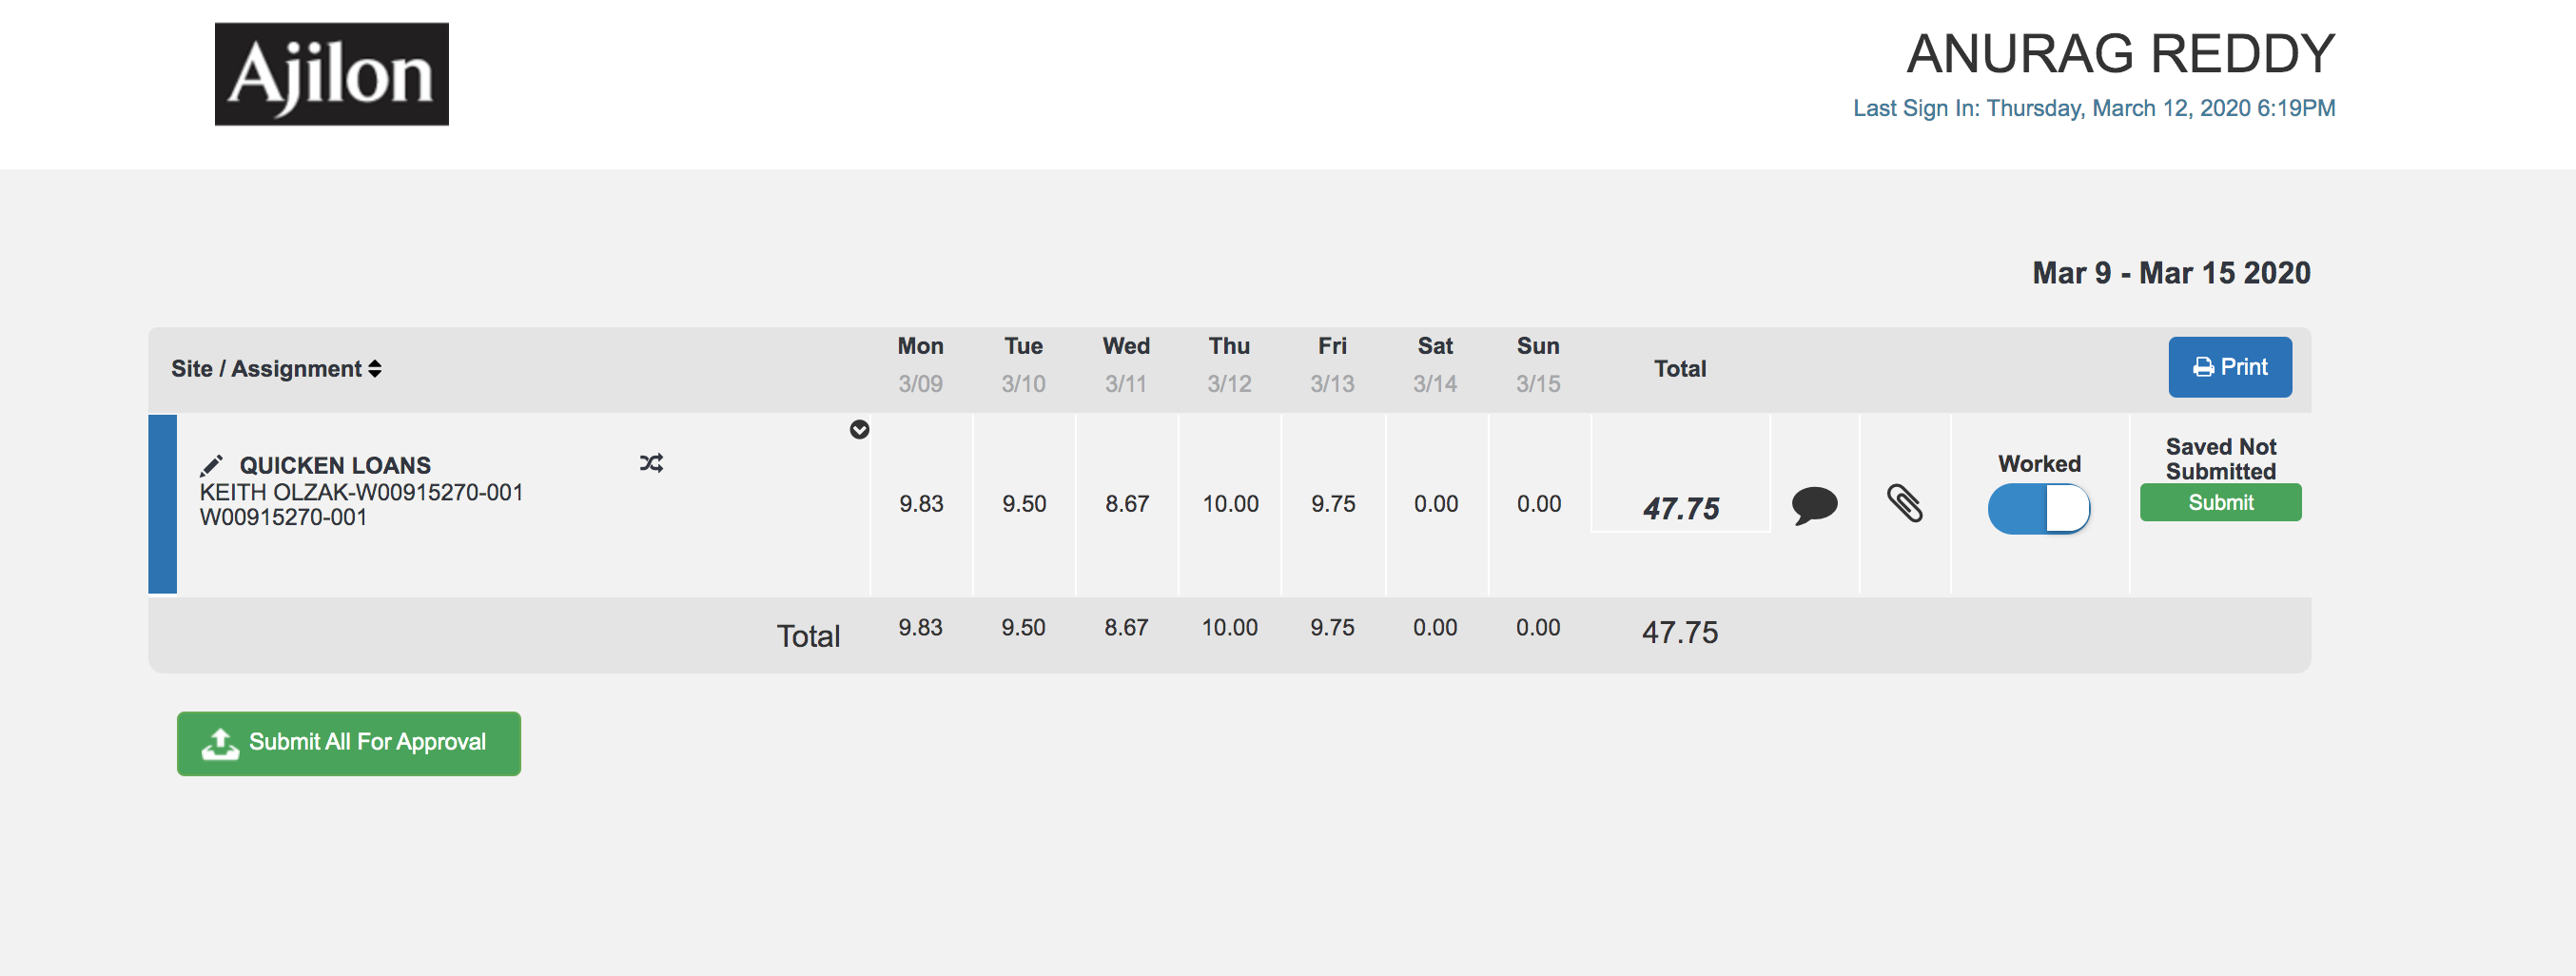 Ajilon
ANURAG REDDY
Last Sign In: Thursday, March 12, 2020 6:19PM
Mar 9 - Mar 15 2020
Site / Assignment Mon Tue Wed Thu Fri Sat Sun Total Print
3/09 3/10 3/11 3/12 3/13 3/14 3/15
QUICKEN LOANS Worked Saved Not
KEITH OLZAK-W00915270-001 Submitted
W00915270-001 9.83 9.50 8.67 10.00 9.75 0.00 0.00 47.75 Submit
Total 9.83 9.50 8.67 10.00 9.75 0.00 0.00 47.75
Submit All For Approval